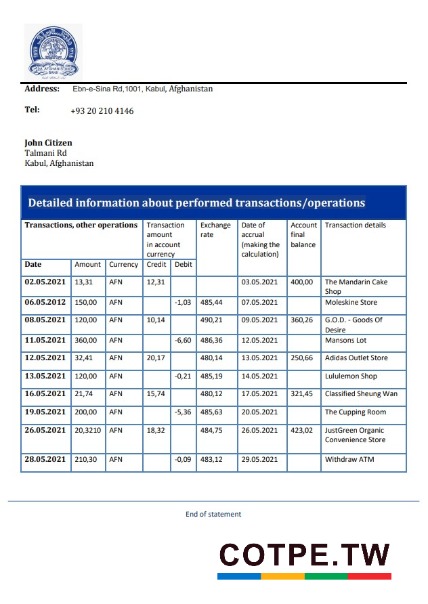 Address: Ebn-e-Sina Rd,1001, Kabul, Afghanistan
Tel: +93 20 210 4146
John Citizen
Talmani Rd
Kabul, Afghanistan
Detailed information about performed transactions/operations
Transactions, other operations Transaction amount in account currency Exchange rate Date of accrual (making the calculation) Account final balance Transaction details
Date Amount Currency Credit Debit
02.05.2021 13,31 AFN 12,31 03.05.2021 400,00 The Mandarin Cake Shop
06.05.2012 150,00 AFN -1,03 485,44 07.05.2021 Moleskine Store
08.05.2021 120,00 AFN 10,14 490,21 09.05.2021 360,26 G.O.D. - Goods Of Desire
11.05.2021 360,00 AFN -6,60 486,36 12.05.2021 Mansons Lot
12.05.2021 32,41 AFN 20,17 480,14 13.05.2021 250,66 Adidas Outlet Store
13.05.2021 120,00 AFN -0,21 485,19 14.05.2021 Lululemon Shop
16.05.2021 21,74 AFN 15,74 480,12 17.05.2021 321,45 Classified Sheung Wan
19.05.2021 200,00 AFN -5,36 485,63 20.05.2021 The Cupping Room
26.05.2021 20,3210 AFN 18,32 484,75 26.05.2021 423,02 JustGreen Organic Convenience Store
28.05.2021 210,30 AFN -0,09 483,12 29.05.2021 Withdraw ATM
End of statement
COTPE.TW